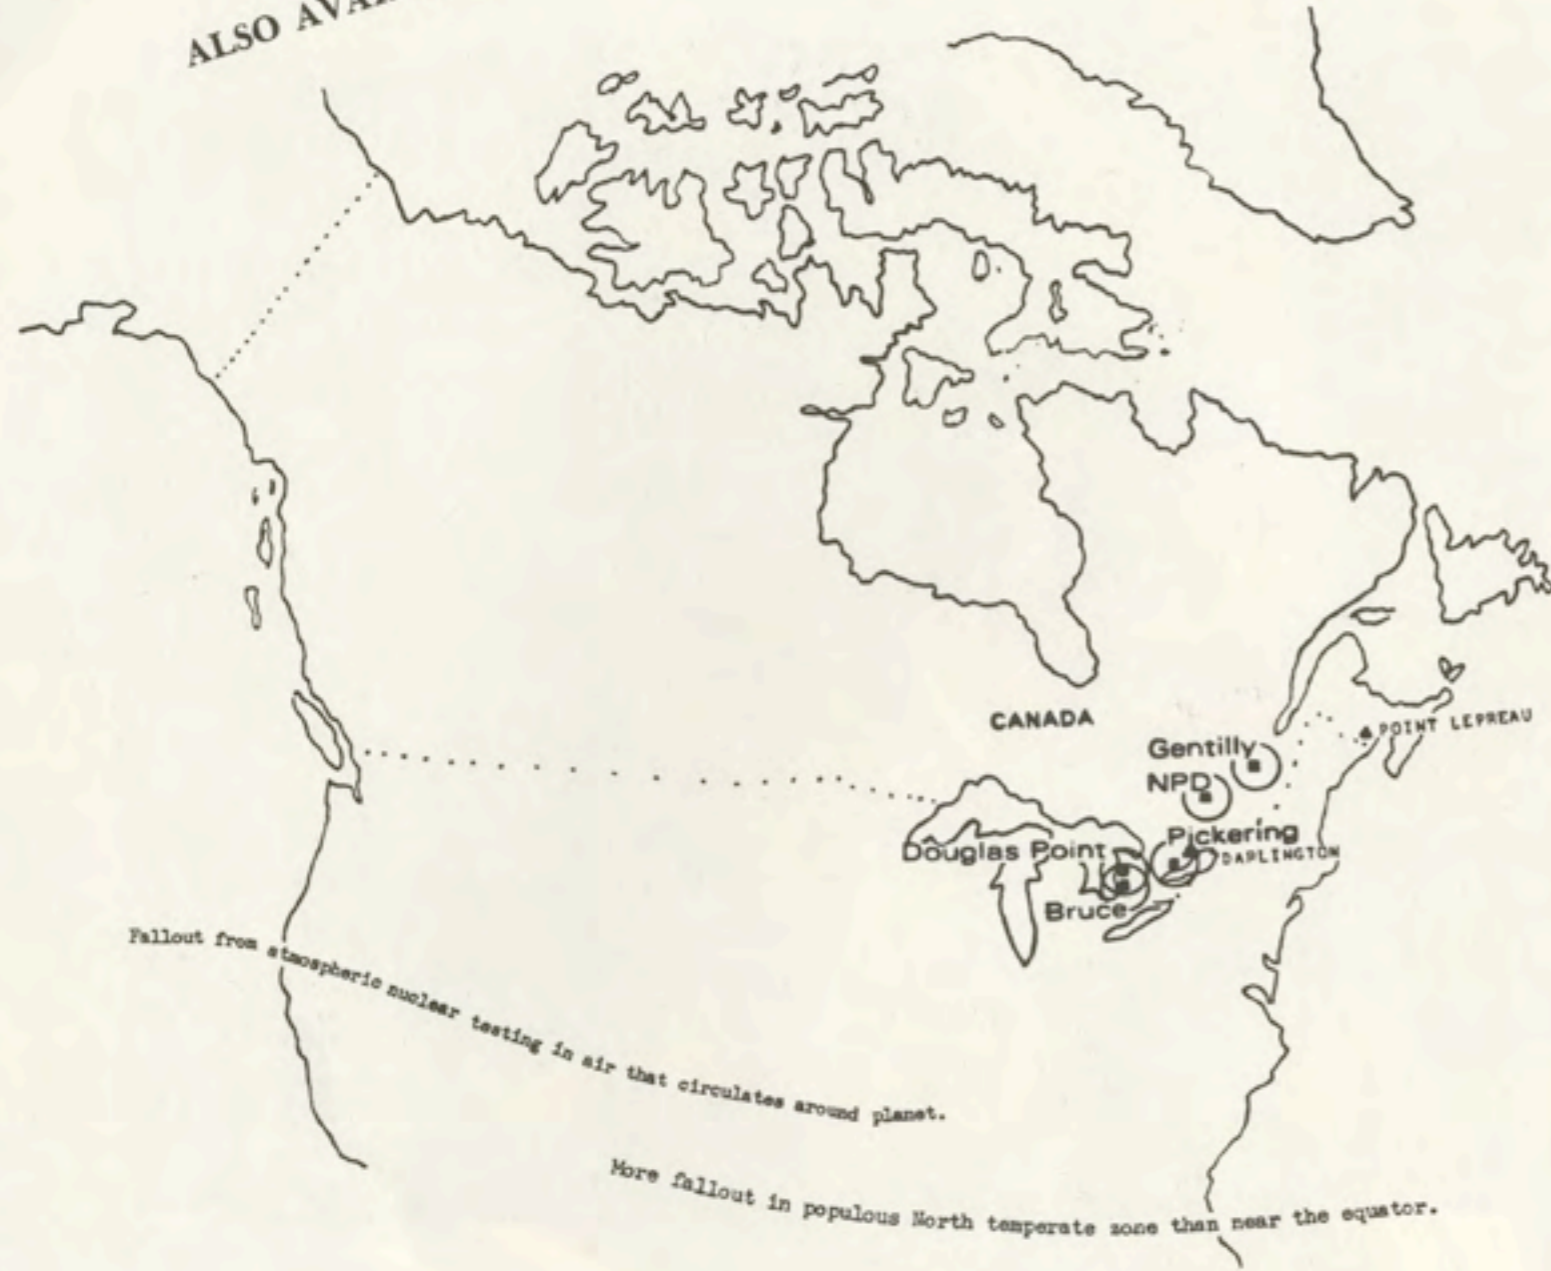 ALSO
CANADA
POINT LEPREAU
Gentilly
NPD
Pickering
Douglas Point
DARLINGTON
Bruce
Fallout from atmospheric nuclear testing in air that circulates around planet.
More fallout in populous North temperate zone than near the equator.